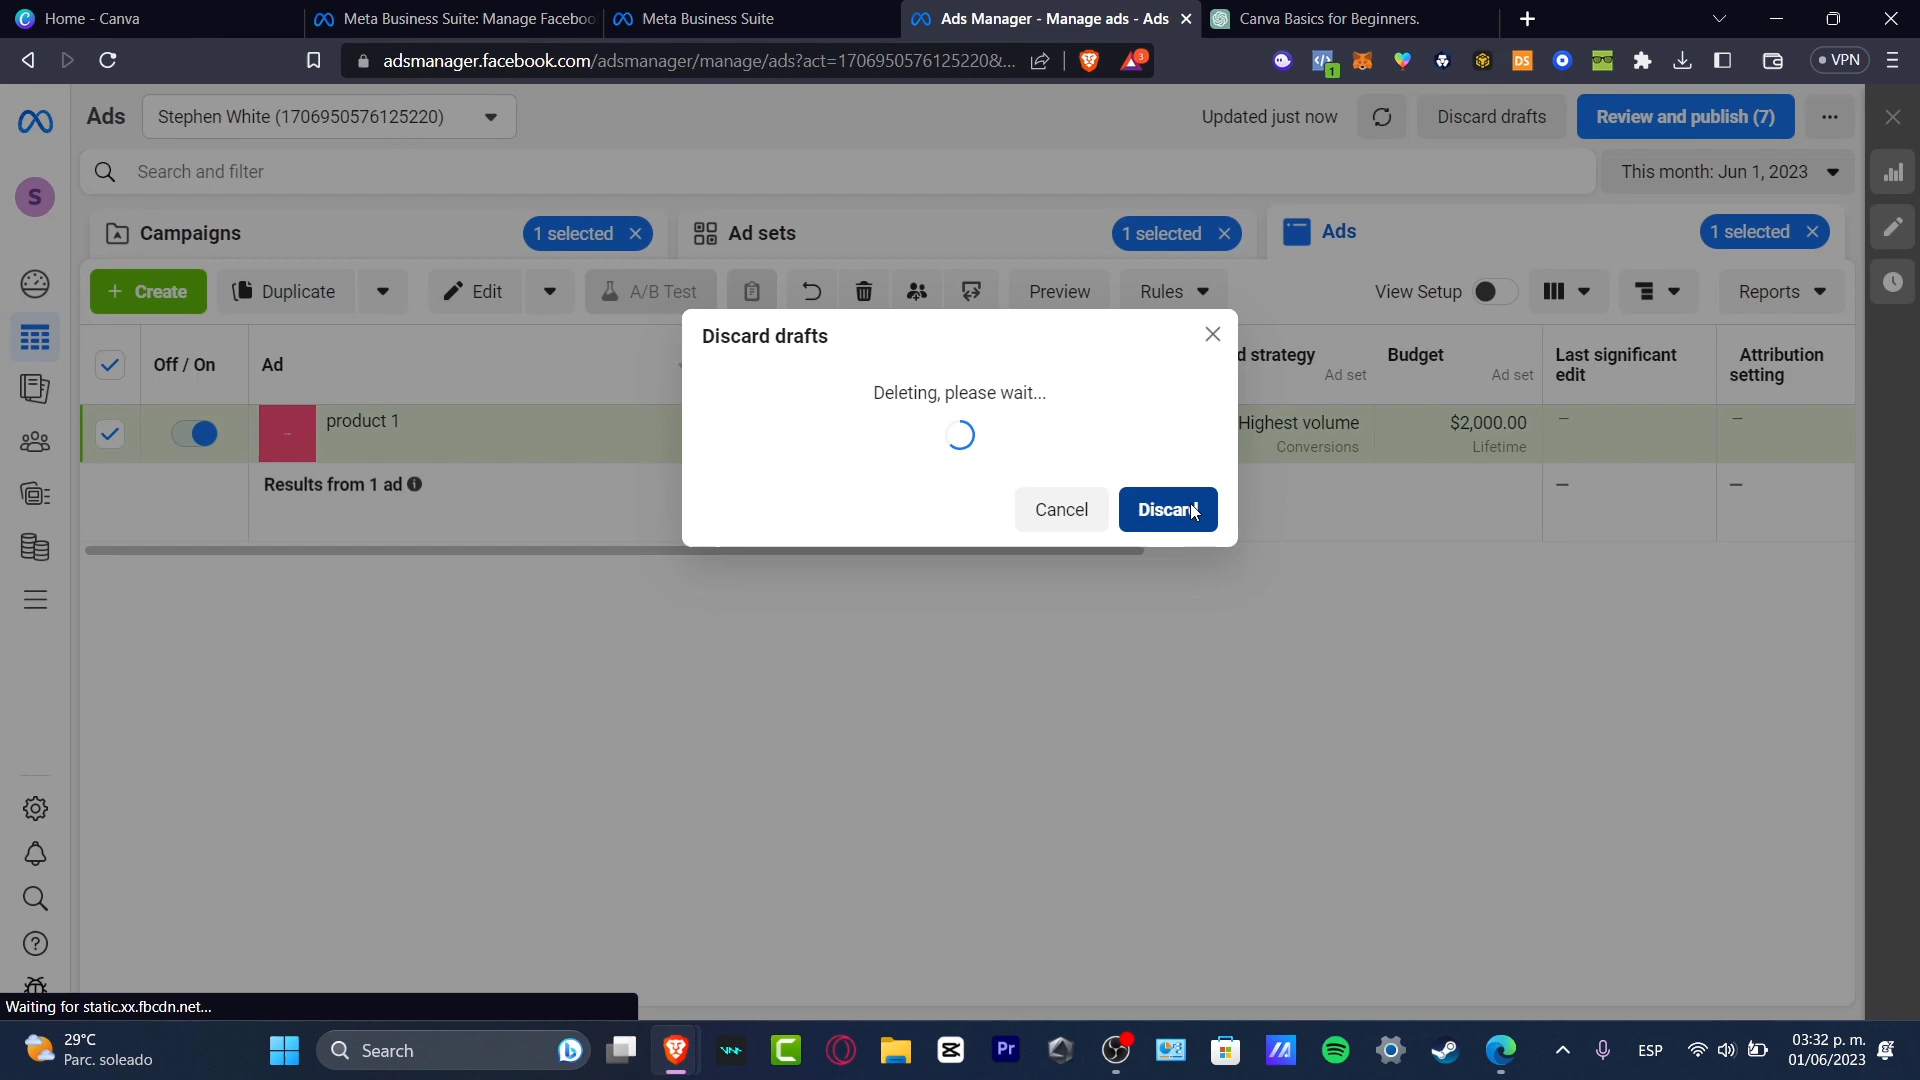 Home - Canva
Meta Business Suite: Manage Faceboo
Meta Business Suite
Ads Manager - Manage ads - Ads
Canva Basics for Beginners.
adsmanager.facebook.com/adsmanager/manage/ads?act=1706950576125220&...
3
1
DS
VPN
Ads
Stephen White (1706950576125220)
Updated just now
Discard drafts
Review and publish (7)
Search and filter
This month: Jun 1, 2023
S
Campaigns
1 selected
Ad sets
1 selected
Ads
1 selected
+ Create
Duplicate
Edit
A/B Test
Preview
Rules
View Setup
Reports
Discard drafts
Deleting, please wait...
Cancel
Discard
Off / On
Ad
d strategy
Ad set
Budget
Ad set
Last significant
edit
Attribution
setting
product 1
Highest volume
Conversions
$2,000.00
Lifetime
–
–
Results from 1 ad
–
–
Waiting for static.xx.fbcdn.net...
29°C
Parc. soleado
Search
Pr
ESP
03:32 p. m.
01/06/2023